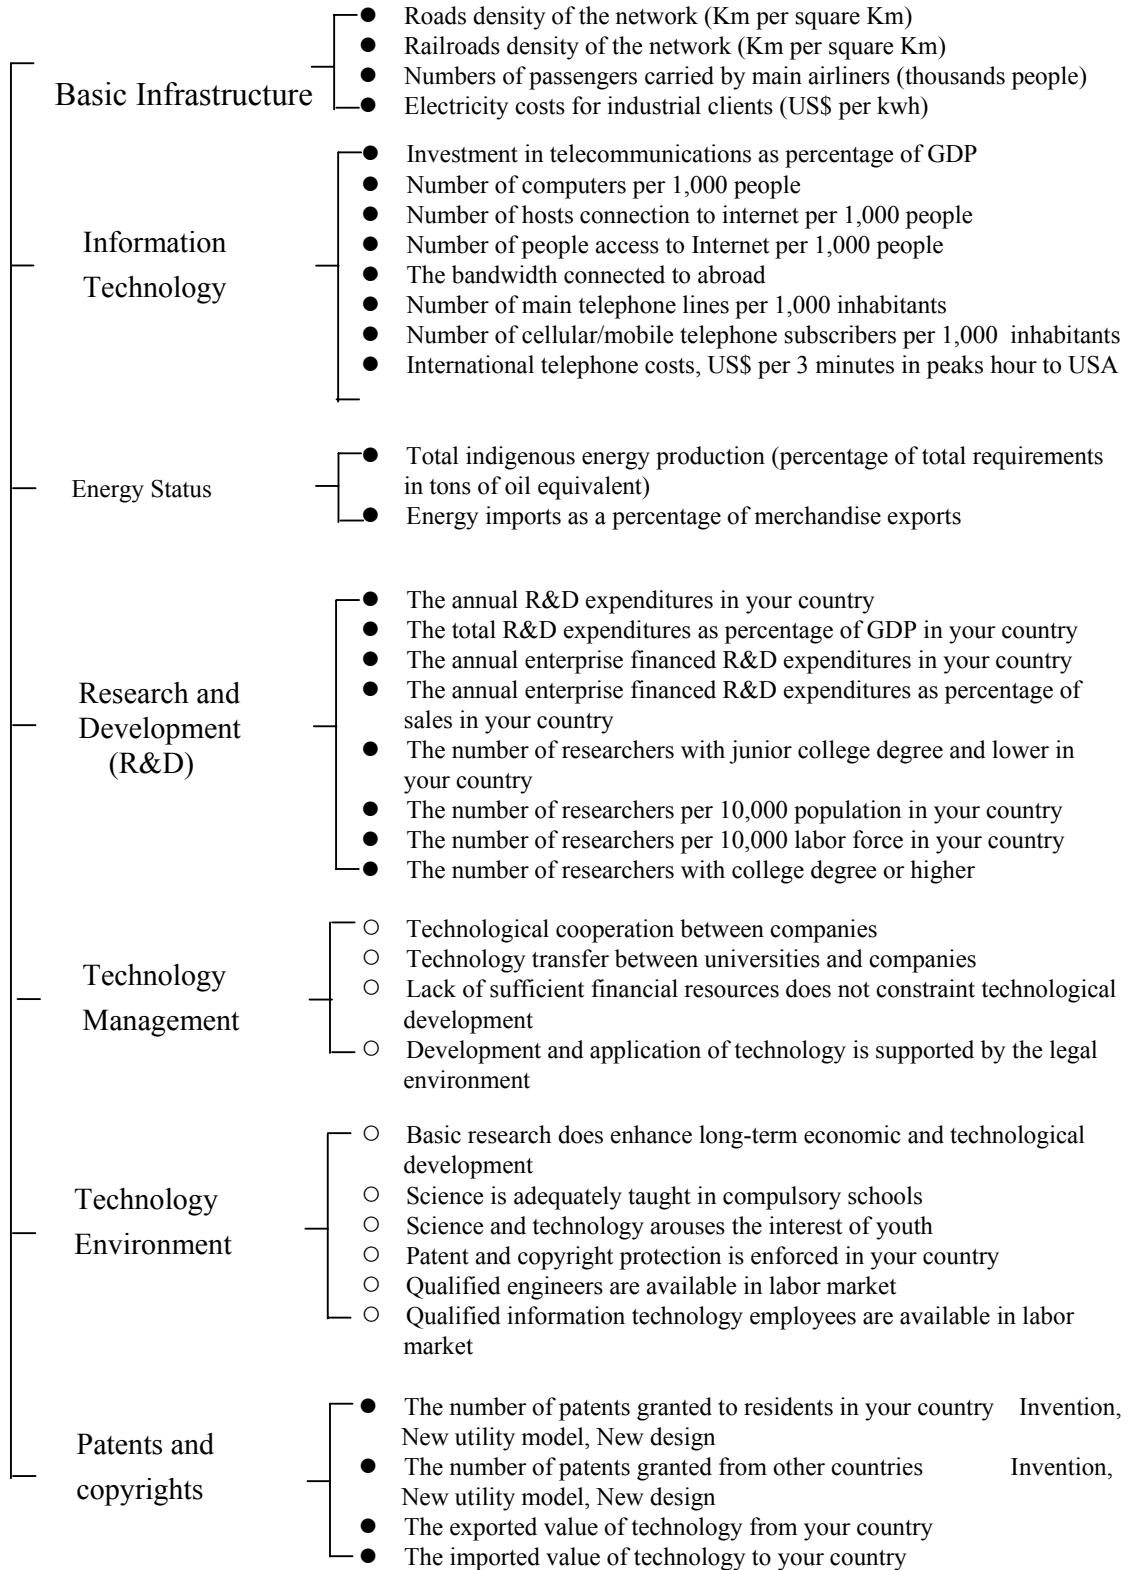 Basic Infrastructure
● Roads density of the network (Km per square Km)
● Railroads density of the network (Km per square Km)
● Numbers of passengers carried by main airliners (thousands people)
● Electricity costs for industrial clients (US$ per kwh)
Information
Technology
● Investment in telecommunications as percentage of GDP
● Number of computers per 1,000 people
● Number of hosts connection to internet per 1,000 people
● Number of people access to Internet per 1,000 people
● The bandwidth connected to abroad
● Number of main telephone lines per 1,000 inhabitants
● Number of cellular/mobile telephone subscribers per 1,000 inhabitants
● International telephone costs, US$ per 3 minutes in peaks hour to USA
Energy Status
● Total indigenous energy production (percentage of total requirements
in tons of oil equivalent)
● Energy imports as a percentage of merchandise exports
Research and
Development
(R&D)
● The annual R&D expenditures in your country
● The total R&D expenditures as percentage of GDP in your country
● The annual enterprise financed R&D expenditures in your country
● The annual enterprise financed R&D expenditures as percentage of
sales in your country
● The number of researchers with junior college degree and lower in
your country
● The number of researchers per 10,000 population in your country
● The number of researchers per 10,000 labor force in your country
● The number of researchers with college degree or higher
Technology
Management
○ Technological cooperation between companies
○ Technology transfer between universities and companies
○ Lack of sufficient financial resources does not constraint technological
development
○ Development and application of technology is supported by the legal
environment
Technology
Environment
○ Basic research does enhance long-term economic and technological
development
○ Science is adequately taught in compulsory schools
○ Science and technology arouses the interest of youth
○ Patent and copyright protection is enforced in your country
○ Qualified engineers are available in labor market
○ Qualified information technology employees are available in labor
market
Patents and
copyrights
● The number of patents granted to residents in your country Invention,
New utility model, New design
● The number of patents granted from other countries Invention,
New utility model, New design
● The exported value of technology from your country
● The imported value of technology to your country